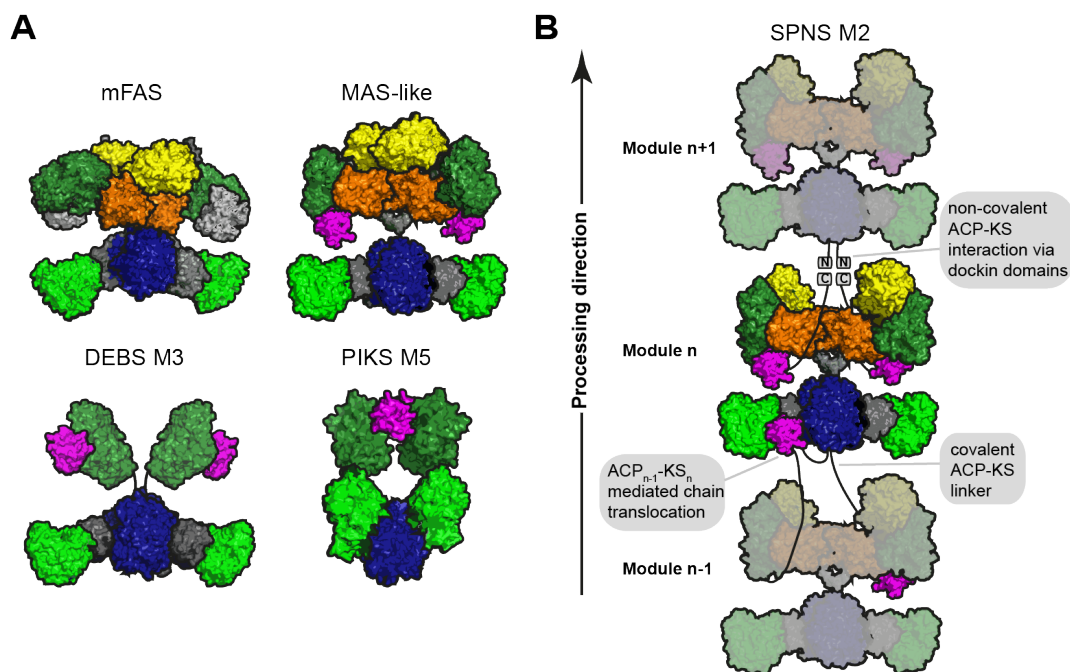 A
mFAS
MAS-like
DEBS M3
PIKS M5
B
SPNS M2
Processing direction
Module n+1
non-covalent
ACP-KS
interaction via
dockin domains
N N
C C
Module n
ACPn-1-KSn
mediated chain
translocation
covalent
ACP-KS
linker
Module n-1